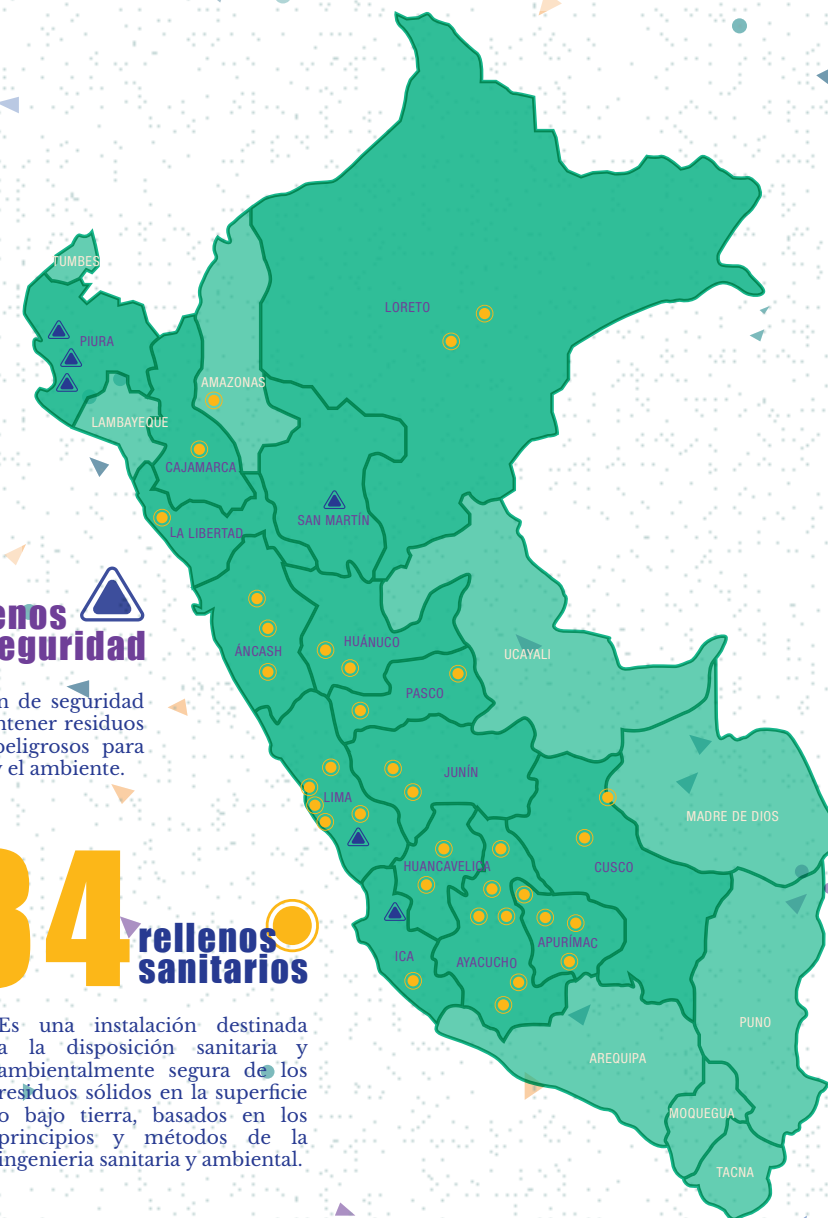 TUMBES
PIURA
LORETO
AMAZONAS
LAMBAYEQUE
CAJAMARCA
SAN MARTÍN
LA LIBERTAD
ÁNCASH
HUÁNUCO
PASCO
UCAYALI
JUNÍN
LIMA
MADRE DE DIOS
HUANCAVELICA
CUSCO
ICA
AYACUCHO
APURÍMAC
PUNO
AREQUIPA
MOQUEGUA
TACNA
enos
eguridad
n de seguridad
ntener residuos
peligrosos para
y el ambiente.
34
rellenos
sanitarios
Es una instalación destinada
a la disposición sanitaria y
ambientalmente segura de los
residuos sólidos en la superficie
o bajo tierra, basados en los
principios y métodos de la
ingenieria sanitaria y ambiental.